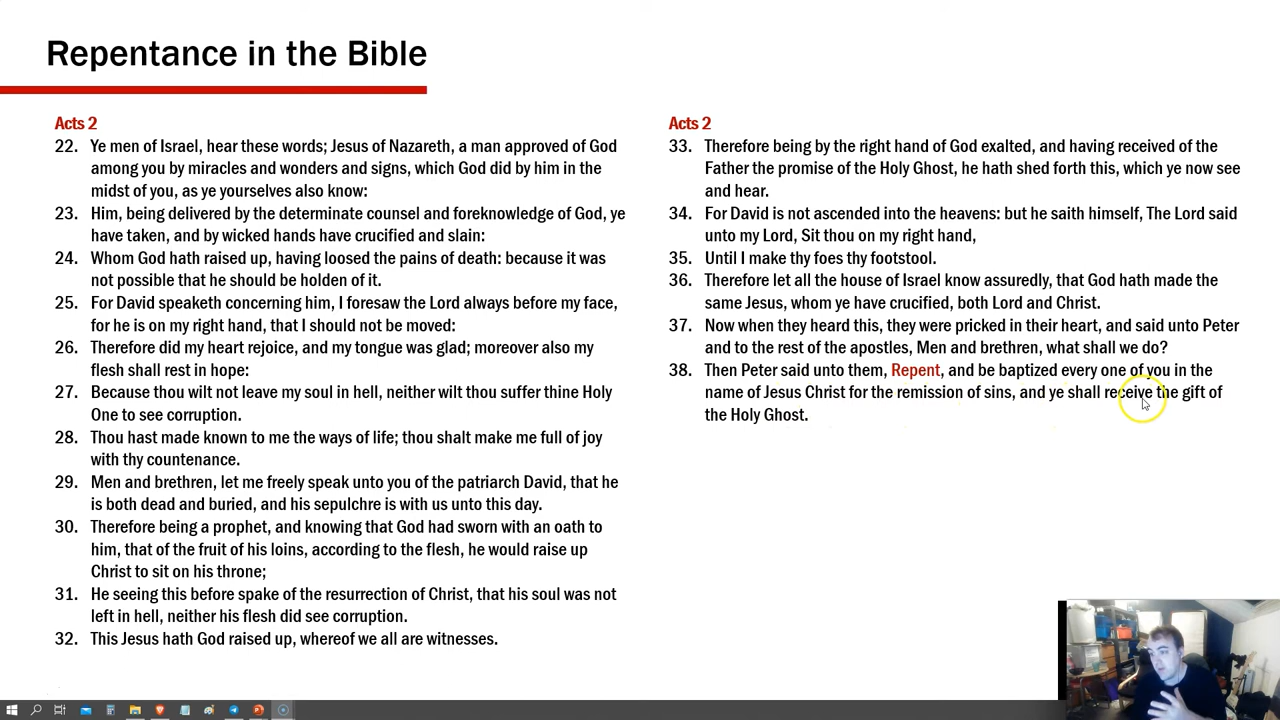 Repentance in the Bible
Acts 2
22. Ye men of Israel, hear these words; Jesus of Nazareth, a man approved of God
among you by miracles and wonders and signs, which God did by him in the
midst of you, as ye yourselves also know:
23. Him, being delivered by the determinate counsel and foreknowledge of God, ye
have taken, and by wicked hands have crucified and slain:
24. Whom God hath raised up, having loosed the pains of death: because it was
not possible that he should be holden of it.
25. For David speaketh concerning him, I foresaw the Lord always before my face,
for he is on my right hand, that I should not be moved:
26. Therefore did my heart rejoice, and my tongue was glad; moreover also my
flesh shall rest in hope:
27. Because thou wilt not leave my soul in hell, neither wilt thou suffer thine Holy
One to see corruption.
28. Thou hast made known to me the ways of life; thou shalt make me full of joy
with thy countenance.
29. Men and brethren, let me freely speak unto you of the patriarch David, that he
is both dead and buried, and his sepulchre is with us unto this day.
30. Therefore being a prophet, and knowing that God had sworn with an oath to
him, that of the fruit of his loins, according to the flesh, he would raise up
Christ to sit on his throne;
31. He seeing this before spake of the resurrection of Christ, that his soul was not
left in hell, neither his flesh did see corruption.
32. This Jesus hath God raised up, whereof we all are witnesses.
Acts 2
33. Therefore being by the right hand of God exalted, and having received of the
Father the promise of the Holy Ghost, he hath shed forth this, which ye now see
and hear.
34. For David is not ascended into the heavens: but he saith himself, The Lord said
unto my Lord, Sit thou on my right hand,
35. Until I make thy foes thy footstool.
36. Therefore let all the house of Israel know assuredly, that God hath made the
same Jesus, whom ye have crucified, both Lord and Christ.
37. Now when they heard this, they were pricked in their heart, and said unto Peter
and to the rest of the apostles, Men and brethren, what shall we do?
38. Then Peter said unto them, Repent, and be baptized every one of you in the
name of Jesus Christ for the remission of sins, and ye shall receive the gift of
the Holy Ghost.